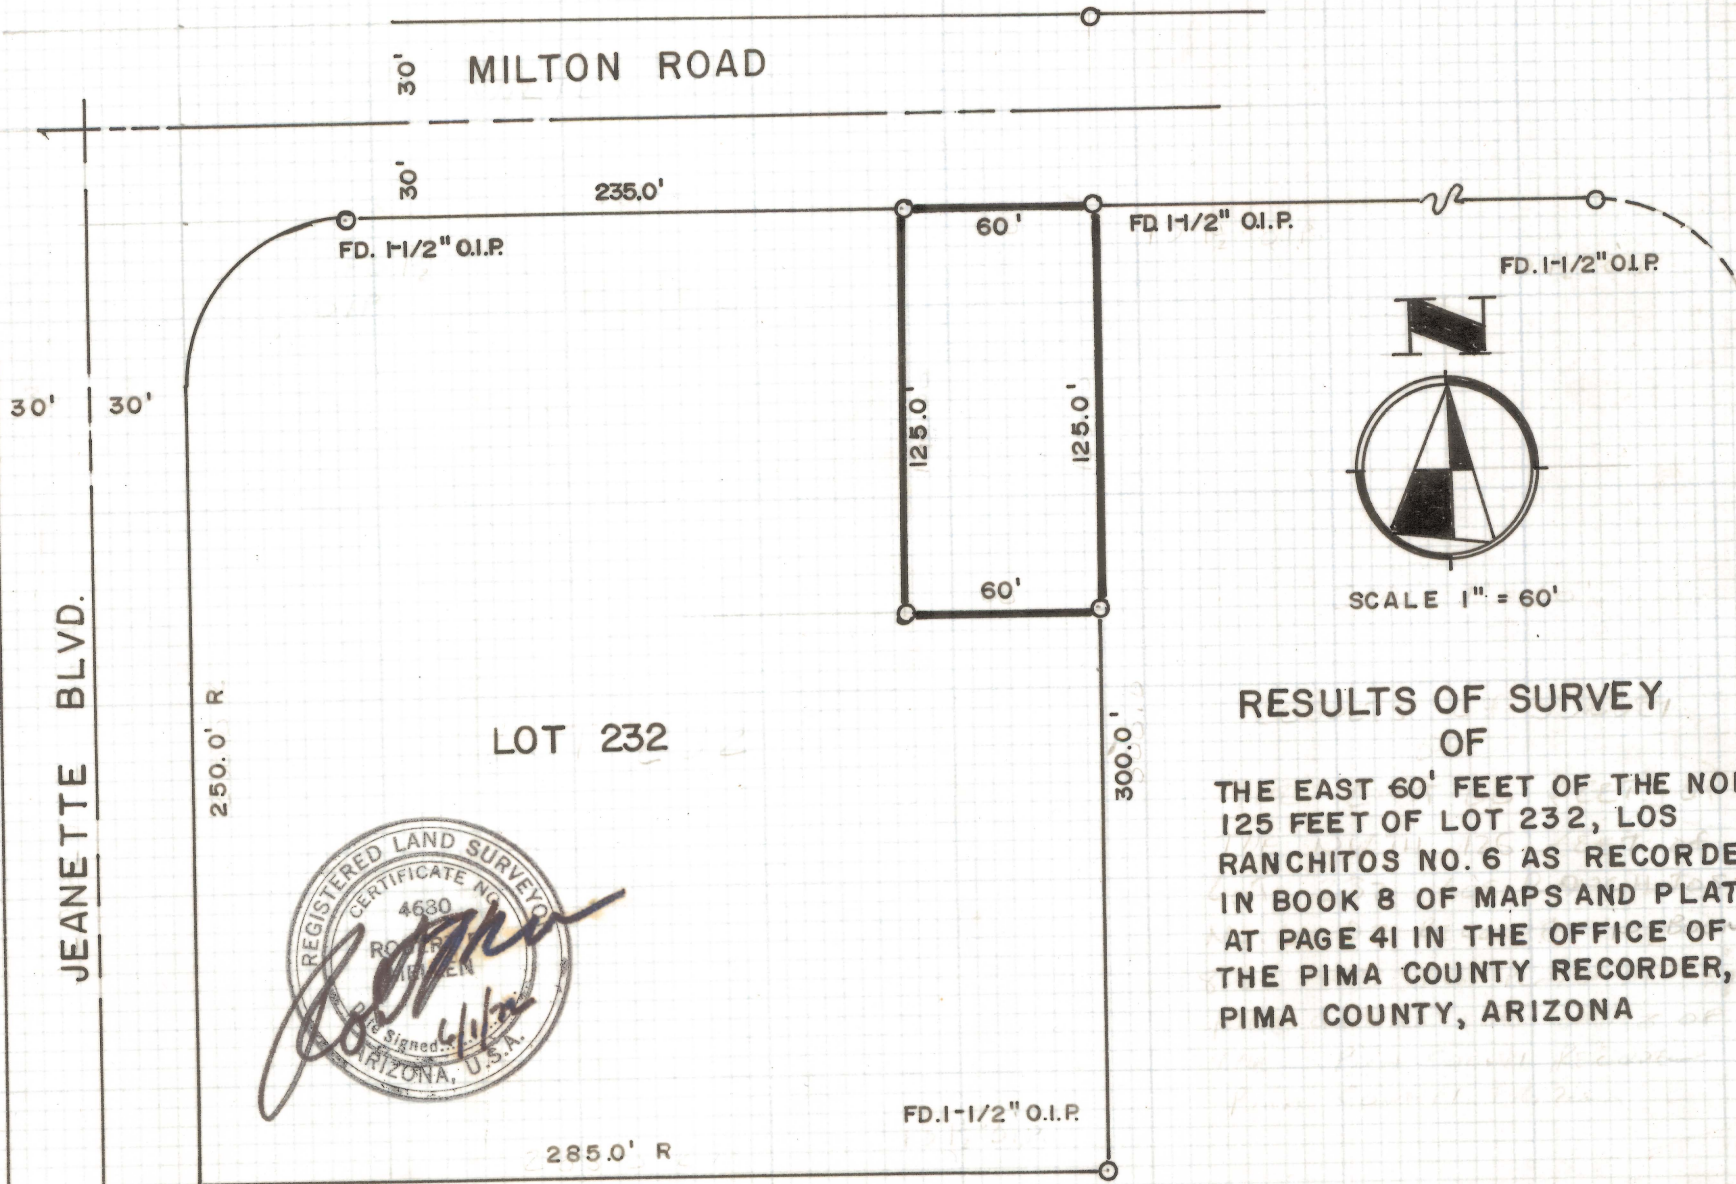 30'
MILTON ROAD
30'
235.0'
60'
FD. 1-1/2" O.I.P.
FD. 1-1/2" O.I.P.
FD. 1-1/2" O.I.P.
N
30'
30'
125.0'
125.0'
60'
SCALE 1" = 60'
JEANETTE BLVD.
250.0' R
LOT 232
300.0'
RESULTS OF SURVEY
OF
THE EAST 60' FEET OF THE NOR
125 FEET OF LOT 232, LOS
RANCHITOS NO. 6 AS RECORDE
IN BOOK 8 OF MAPS AND PLAT
AT PAGE 41 IN THE OFFICE OF
THE PIMA COUNTY RECORDER,
PIMA COUNTY, ARIZONA
REGISTERED LAND SURVEYOR
CERTIFICATE NO.
4680
Signed
ARIZONA, U.S.A.
FD. 1-1/2" O.I.P.
285.0' R